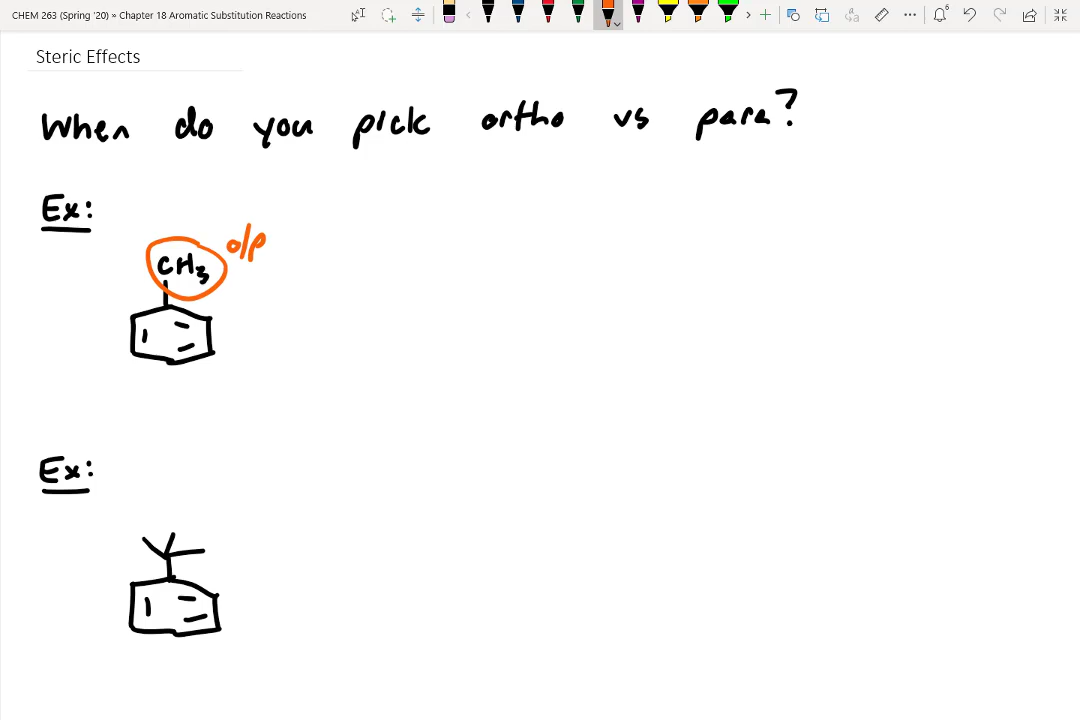 CHEM 263 (Spring '20) » Chapter 18 Aromatic Substitution Reactions
6
Steric Effects
When do you pick ortho vs para?
Ex:
o/p
CH3
Ex: